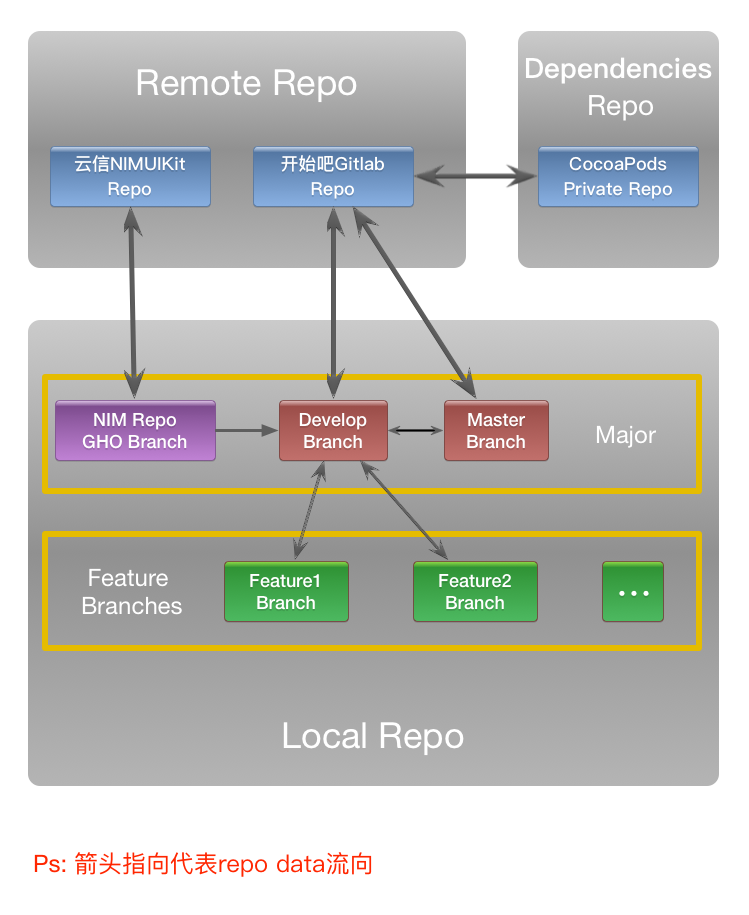 Remote Repo
Dependencies
Repo
云信NIMUIKit
Repo
开始吧Gitlab
Repo
CocoaPods
Private Repo
NIM Repo
GHO Branch
Develop
Branch
Master
Branch
Major
Feature
Branches
Feature1
Branch
Feature2
Branch
...
Local Repo
Ps: 箭头指向代表repo data流向